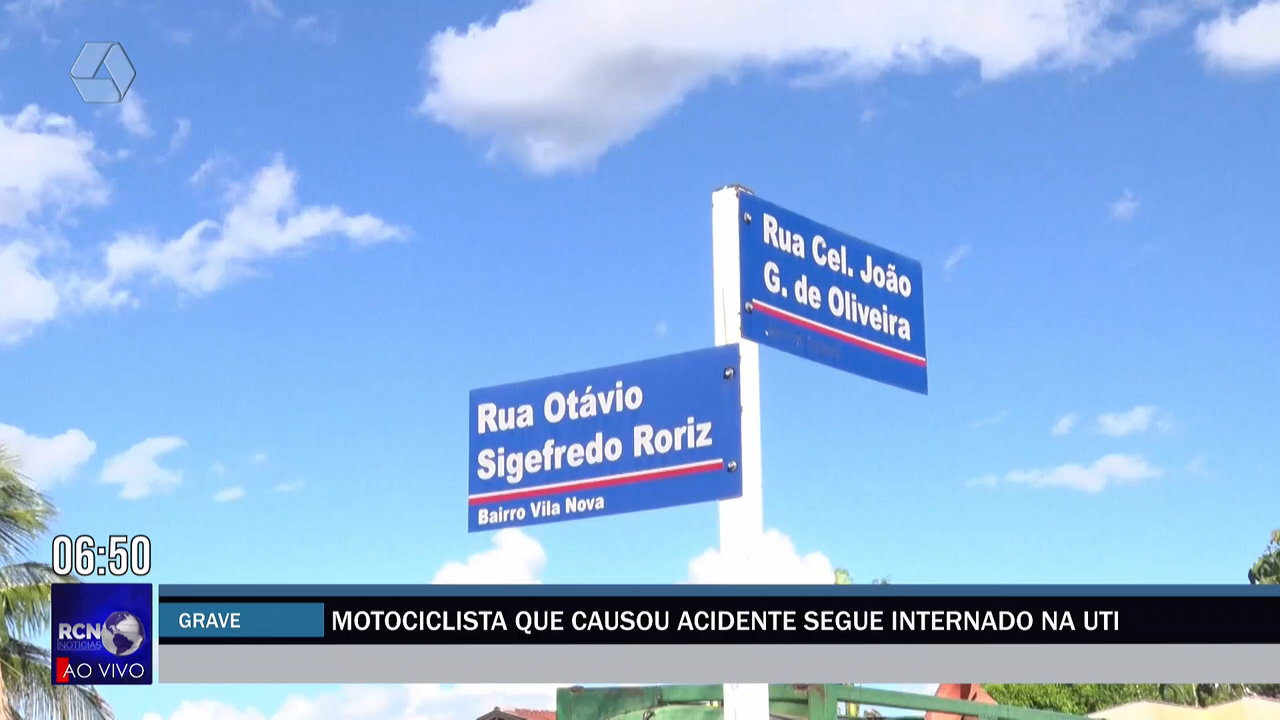 Rua Cel. João
G. de Oliveira
Rua Otávio
Sigefredo Roriz
Bairro Vila Nova
06:50
RCN
NOTÍCIAS
AO VIVO
GRAVE
MOTOCICLISTA QUE CAUSOU ACIDENTE SEGUE INTERNADO NA UTI